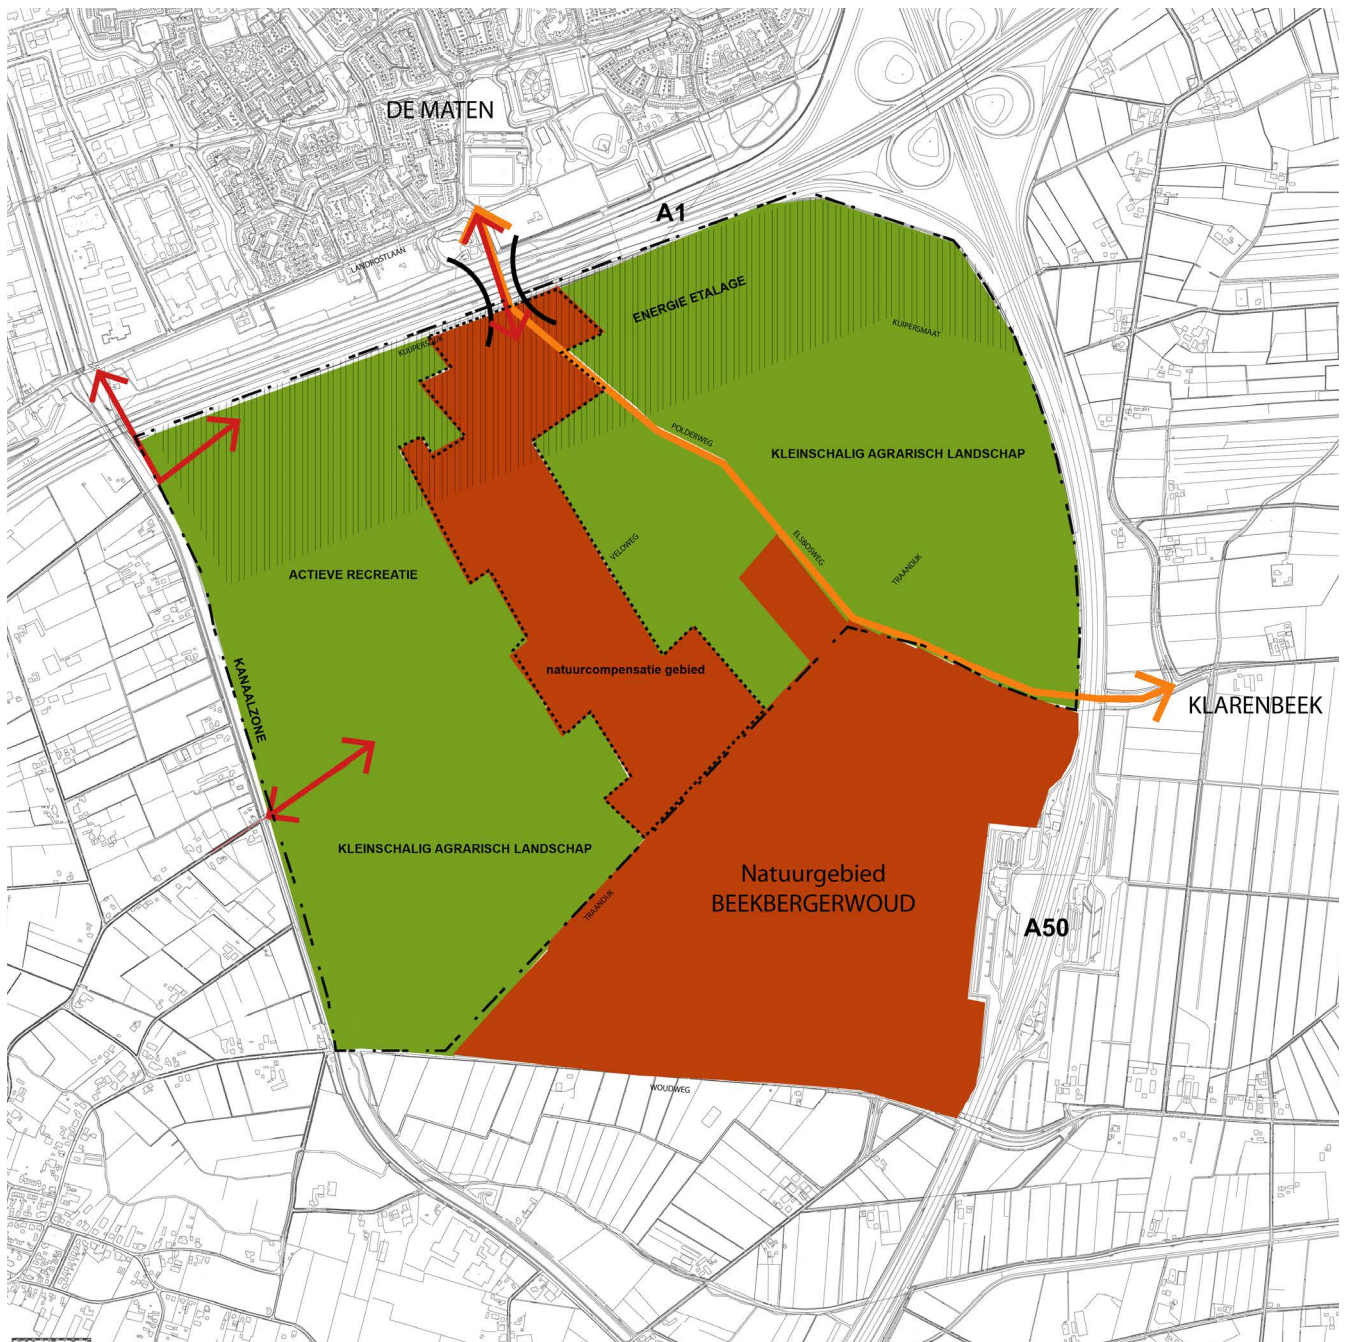 DE MATEN
A1
LANDROSTLAAN
ENERGIE ETALAGE
KUIPERSMAAT
KUIPERSDIJK
POLDERWEG
KLEINSCHALIG AGRARISCH LANDSCHAP
ELSBOSWEG
VELDWEG
TRAANDIJK
ACTIEVE RECREATIE
natuurcompensatie gebied
KANAALZONE
KLARENBEEK
KLEINSCHALIG AGRARISCH LANDSCHAP
Natuurgebied
BEEKBERGERWOUD
TRAANDIJK
A50
WOUDWEG